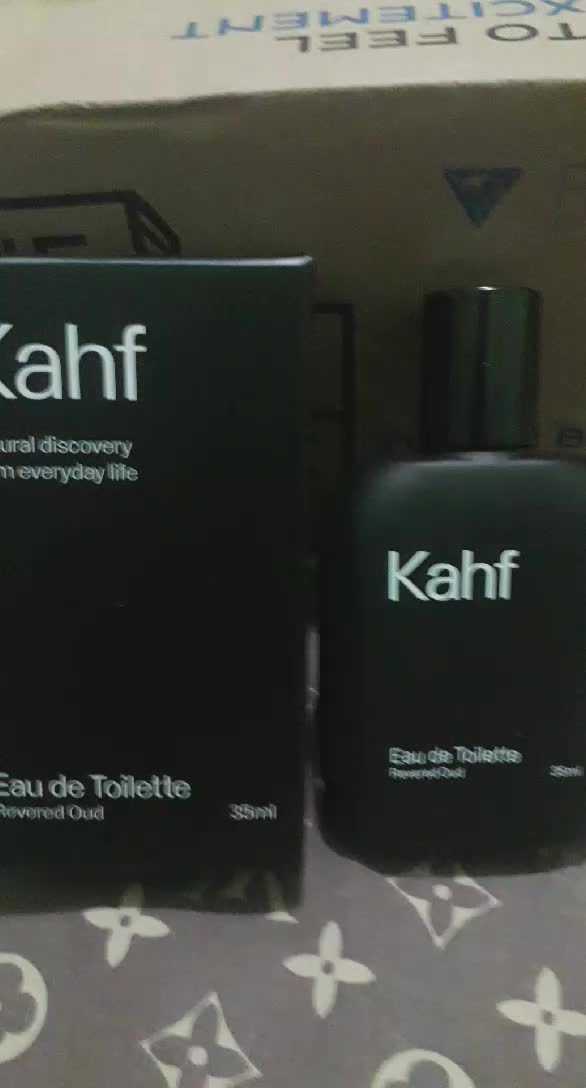 TO FEEL
XCITEMENT
Kahf
ural discovery
m everyday life
Eau de Toilette
Revered Oud
35ml
Kahf
Eau de Toilette
Revered Oud
35ml